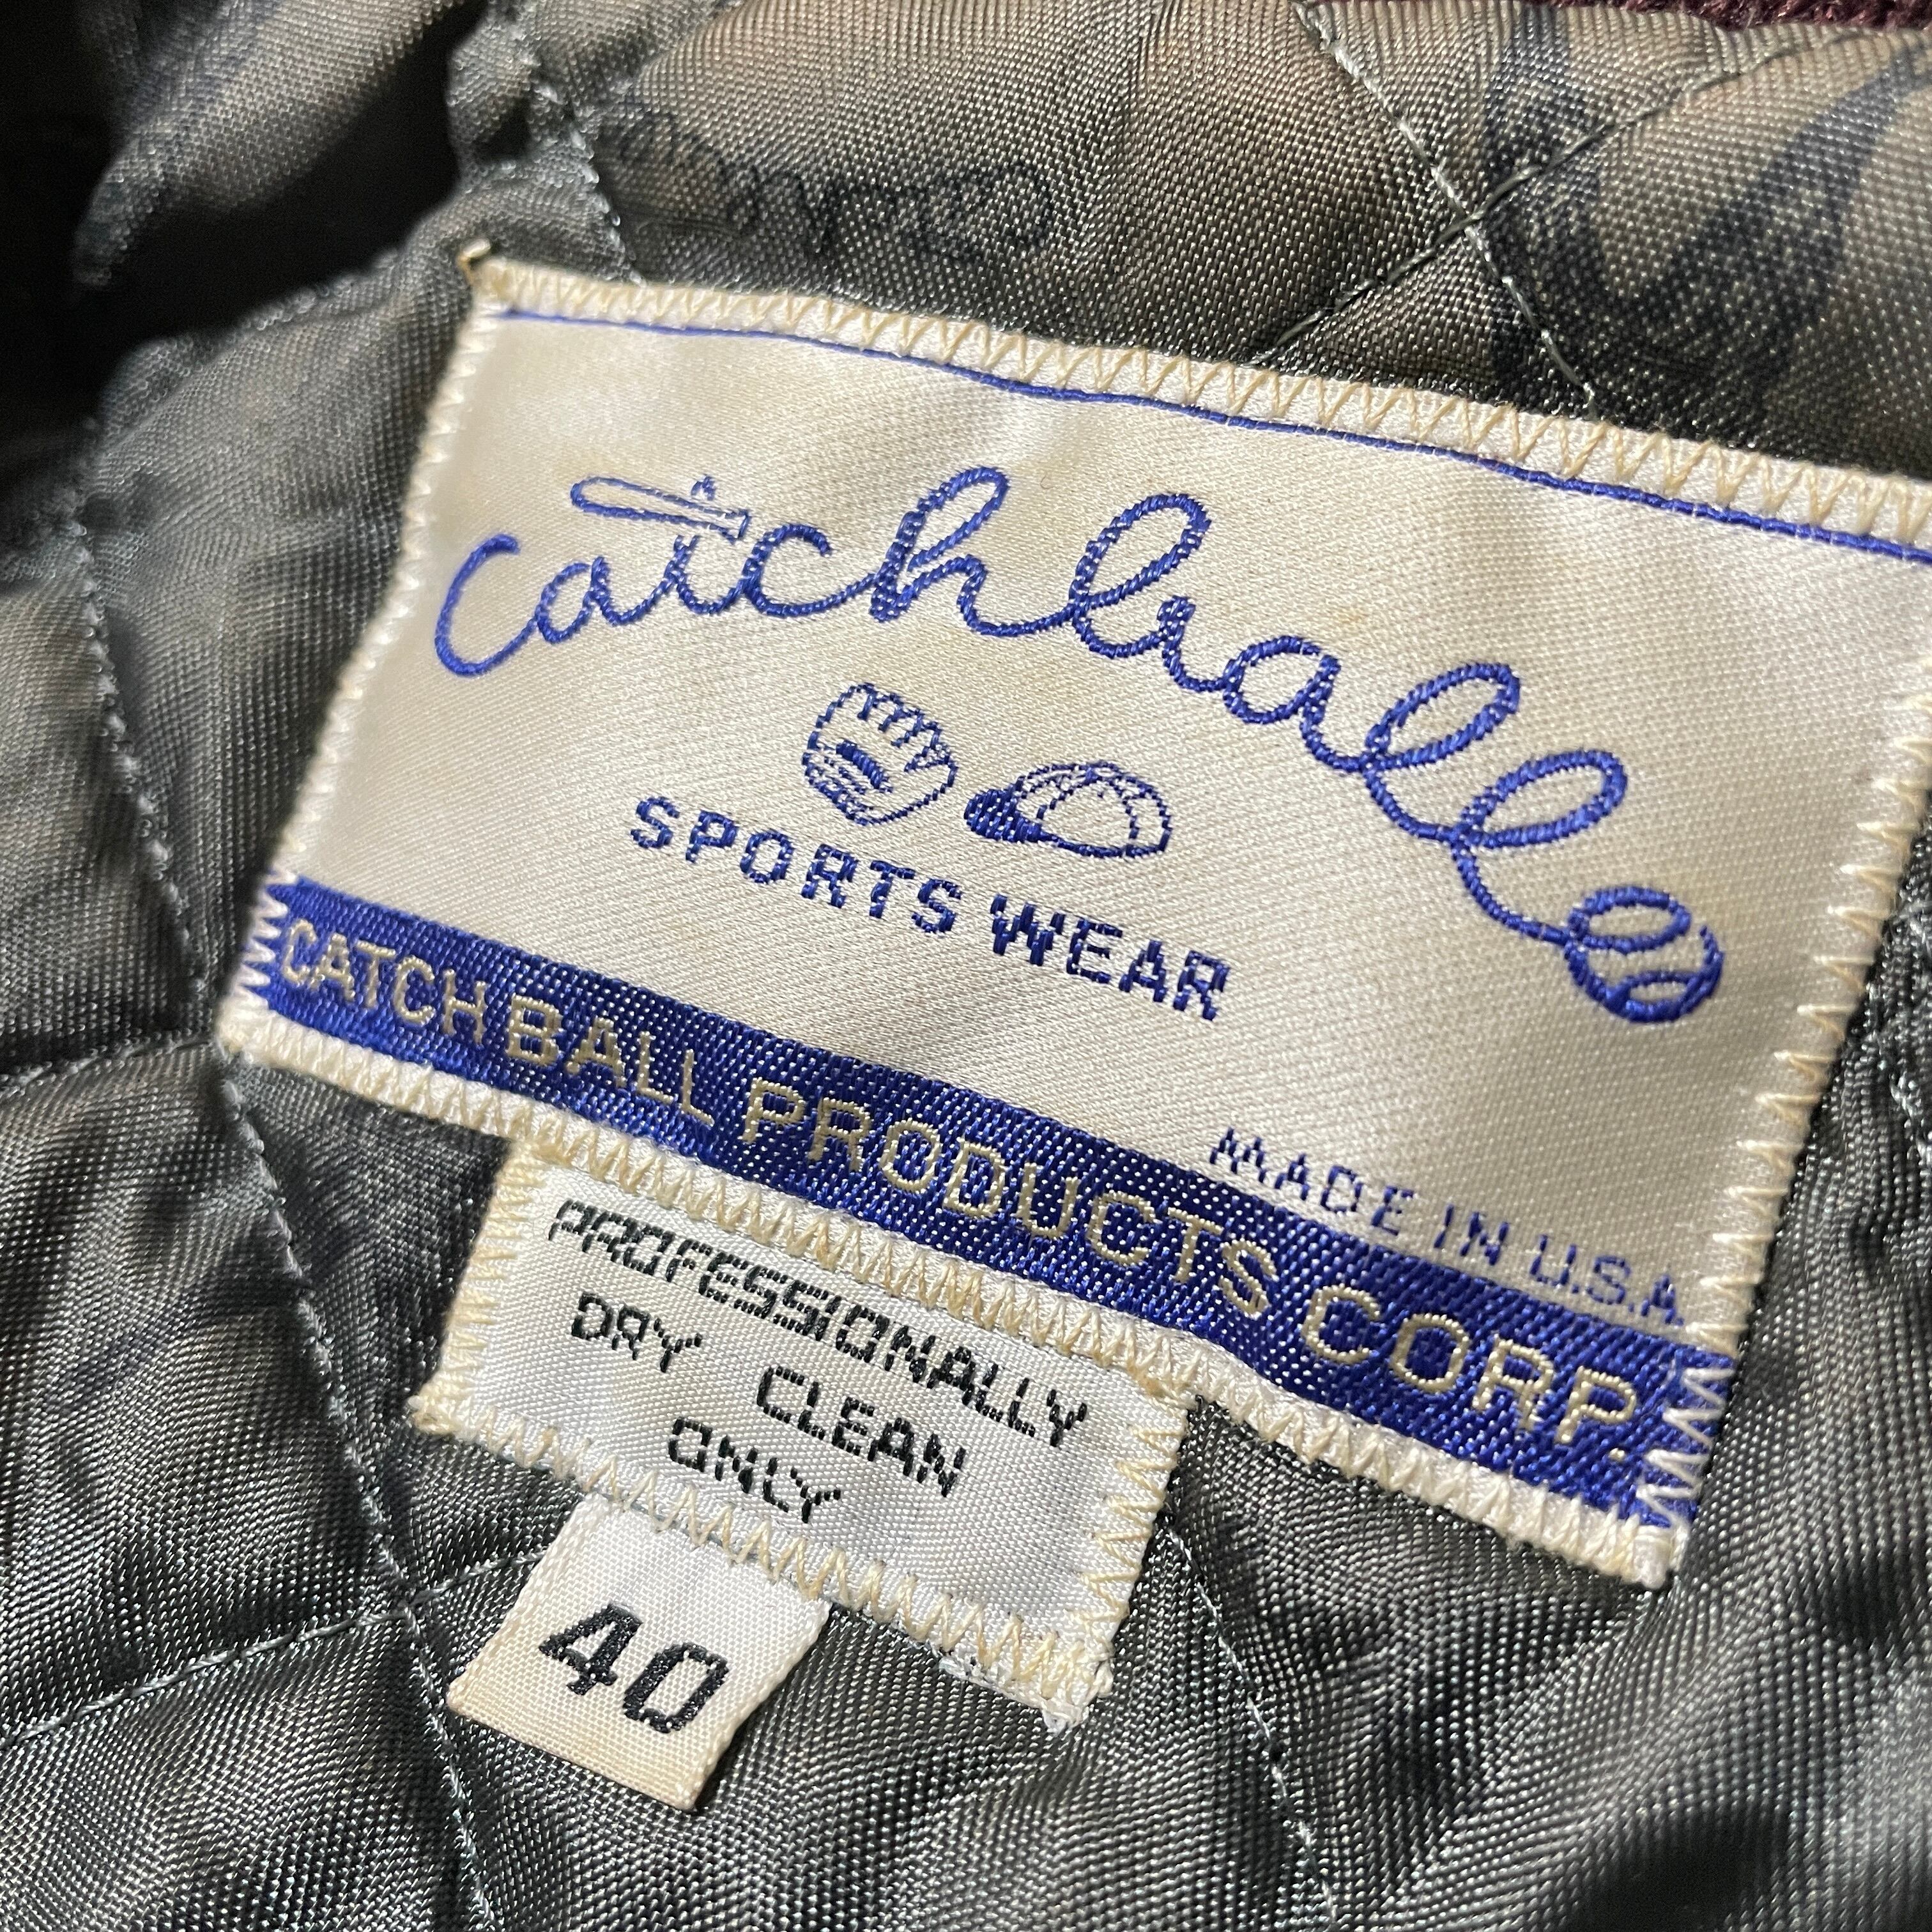 Catchball
SPORTS WEAR
MADE IN U.S.A
CATCH BALL PRODUCTS CORP.
PROFESSIONALLY
DRY CLEAN
ONLY
40